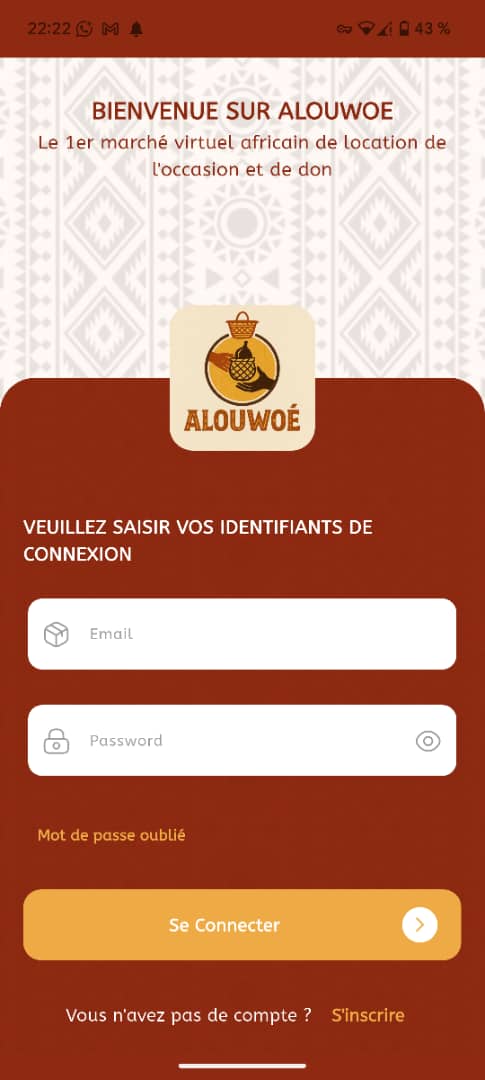 22:22
43 %
BIENVENUE SUR ALOUWOE
Le 1er marché virtuel africain de location de
l'occasion et de don
ALOUWOÉ
VEUILLEZ SAISIR VOS IDENTIFIANTS DE
CONNEXION
Email
Password
Mot de passe oublié
Se Connecter
Vous n'avez pas de compte ? S'inscrire